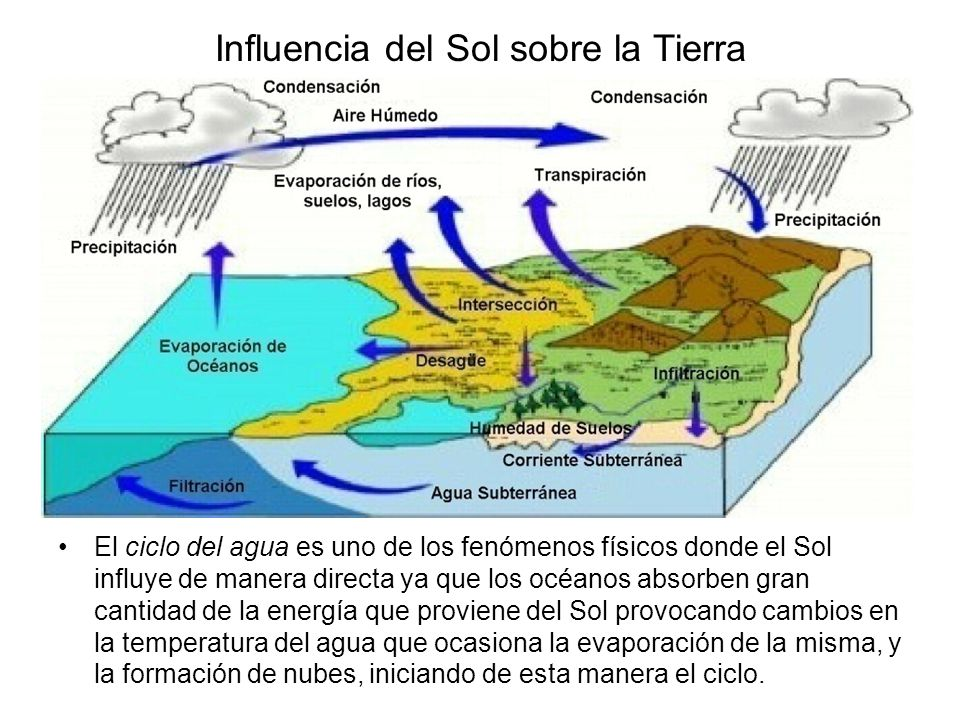 Influencia del Sol sobre la Tierra
Condensación
Condensación
Aire Húmedo
Transpiración
Evaporación de ríos,
suelos, lagos
Precipitación
Precipitación
Intersección
Evaporación de
Océanos
Desagüe
Infiltración
Humedad de Suelos
Corriente Subterránea
Filtración
Agua Subterránea
• El ciclo del agua es uno de los fenómenos físicos donde el Sol
influye de manera directa ya que los océanos absorben gran
cantidad de la energía que proviene del Sol provocando cambios en
la temperatura del agua que ocasiona la evaporación de la misma, y
la formación de nubes, iniciando de esta manera el ciclo.